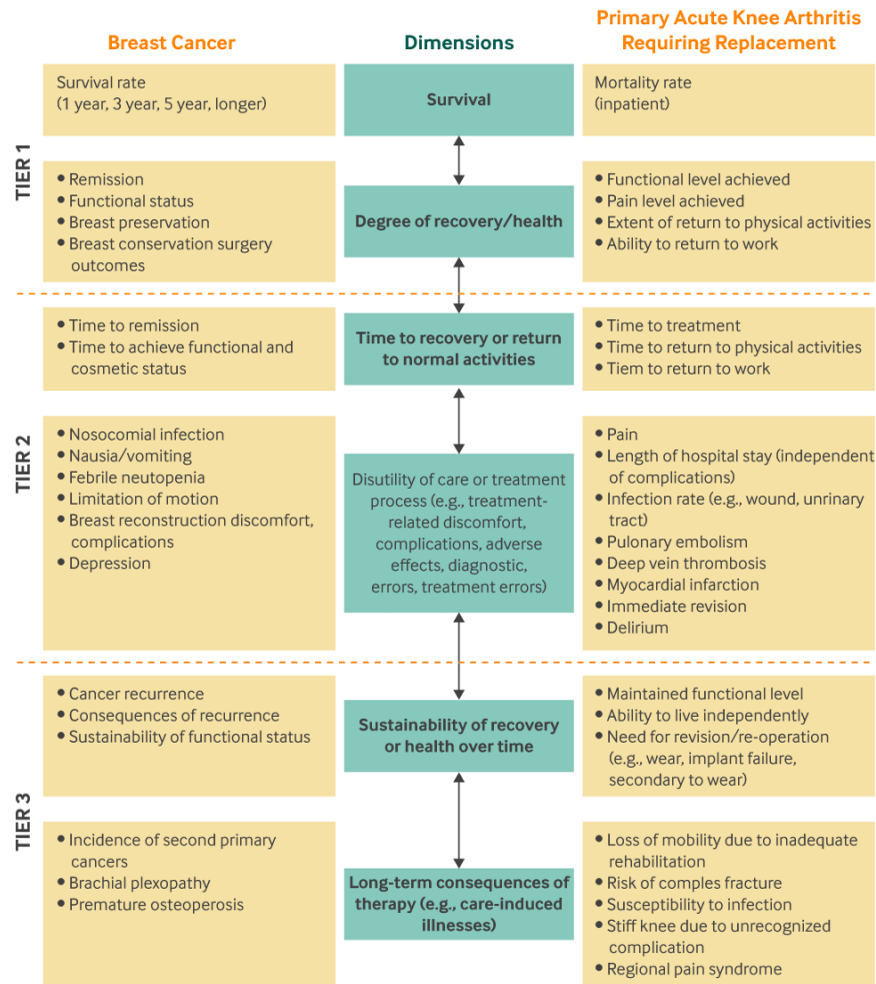 Breast Cancer
Dimensions
Primary Acute Knee Arthritis
Requiring Replacement
TIER 1
Survival rate
(1 year, 3 year, 5 year, longer)
Survival
Mortality rate
(inpatient)
• Remission
• Functional status
• Breast preservation
• Breast conservation surgery
outcomes
Degree of recovery/health
• Functional level achieved
• Pain level achieved
• Extent of return to physical activities
• Ability to return to work
TIER 2
• Time to remission
• Time to achieve functional and
cosmetic status
Time to recovery or return
to normal activities
• Time to treatment
• Time to return to physical activities
• Tiem to return to work
• Nosocomial infection
• Nausia/vomiting
• Febrile neutopenia
• Limitation of motion
• Breast reconstruction discomfort,
complications
• Depression
Disutility of care or treatment
process (e.g., treatment-
related discomfort,
complications, adverse
effects, diagnostic,
errors, treatment errors)
• Pain
• Length of hospital stay (independent
of complications)
• Infection rate (e.g., wound, unrinary
tract)
• Pulonary embolism
• Deep vein thrombosis
• Myocardial infarction
• Immediate revision
• Delirium
TIER 3
• Cancer recurrence
• Consequences of recurrence
• Sustainability of functional status
Sustainability of recovery
or health over time
• Maintained functional level
• Ability to live independently
• Need for revision/re-operation
(e.g., wear, implant failure,
secondary to wear)
• Incidence of second primary
cancers
• Brachial plexopathy
• Premature osteoperosis
Long-term consequences of
therapy (e.g., care-induced
illnesses)
• Loss of mobility due to inadequate
rehabilitation
• Risk of comples fracture
• Susceptibility to infection
• Stiff knee due to unrecognized
complication
• Regional pain syndrome